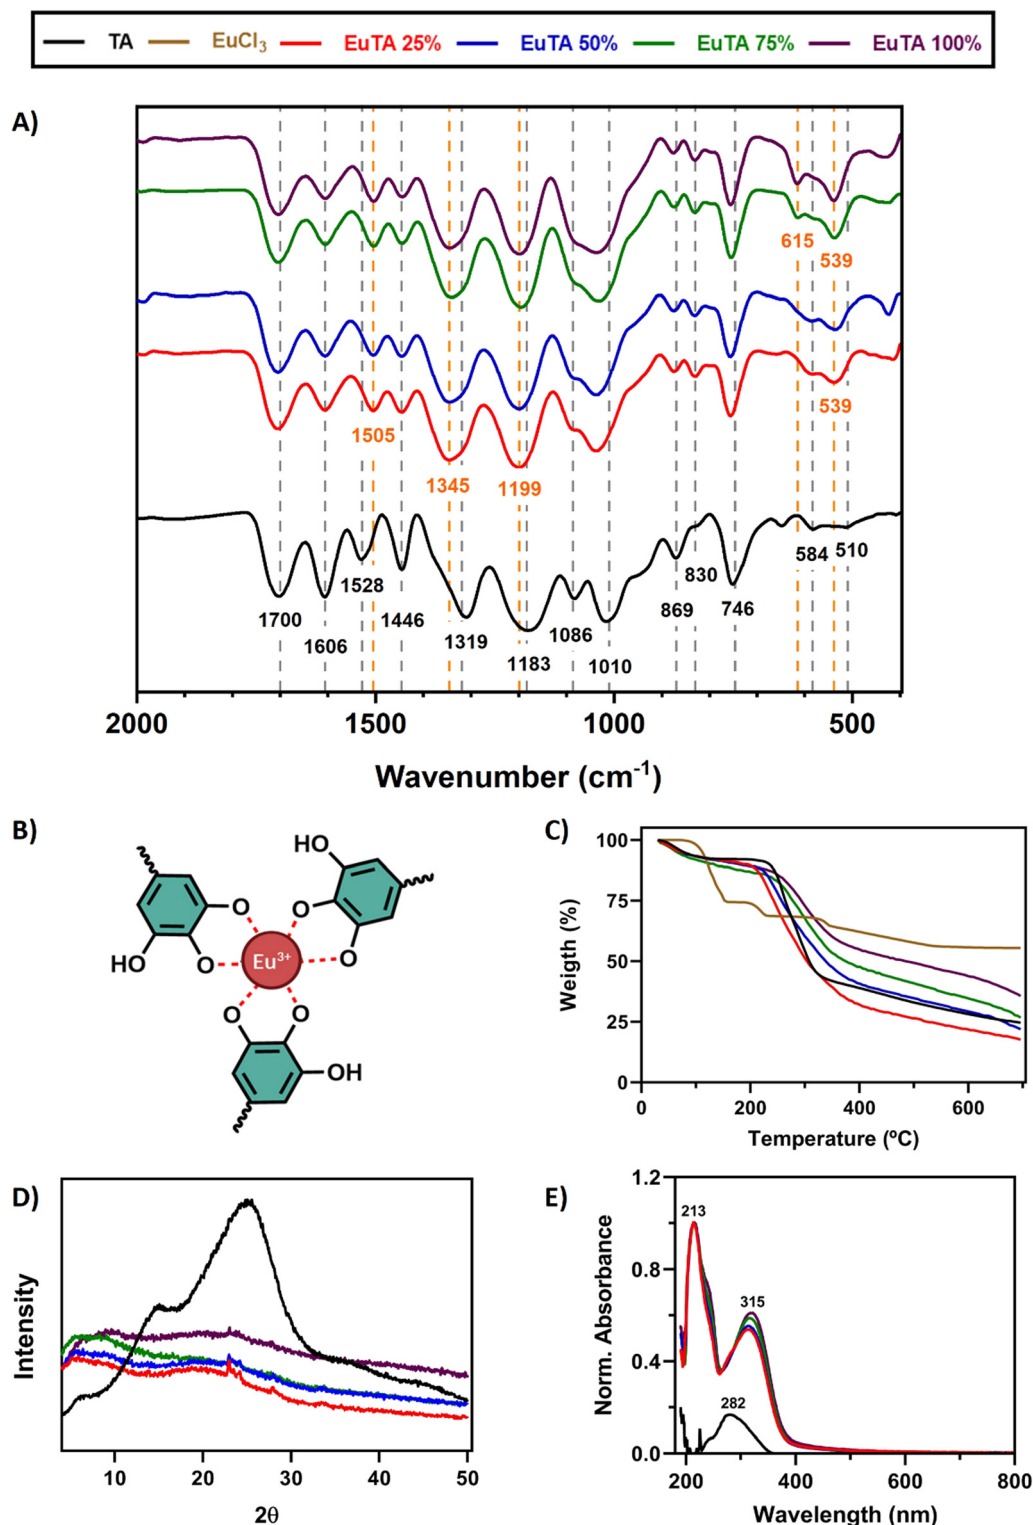 TA EuCl₃ EuTA 25% EuTA 50% EuTA 75% EuTA 100%
A)
615
539
539
1505
1345 1199
1528 830 584 510
1700 1446 869 746
1606 1319 1086
1183 1010
2000 1500 1000 500
Wavenumber (cm⁻¹)
B)
HO
O O
HO O Eu³⁺ O
O O
OH
C)
100
75
50
25
0
Weigth (%)
0 200 400 600
Temperature (ºC)
D)
Intensity
10 20 30 40 50
2θ
E)
1.2
0.8
0.4
0.0
Norm. Absorbance
213
315
282
200 400 600 800
Wavelength (nm)